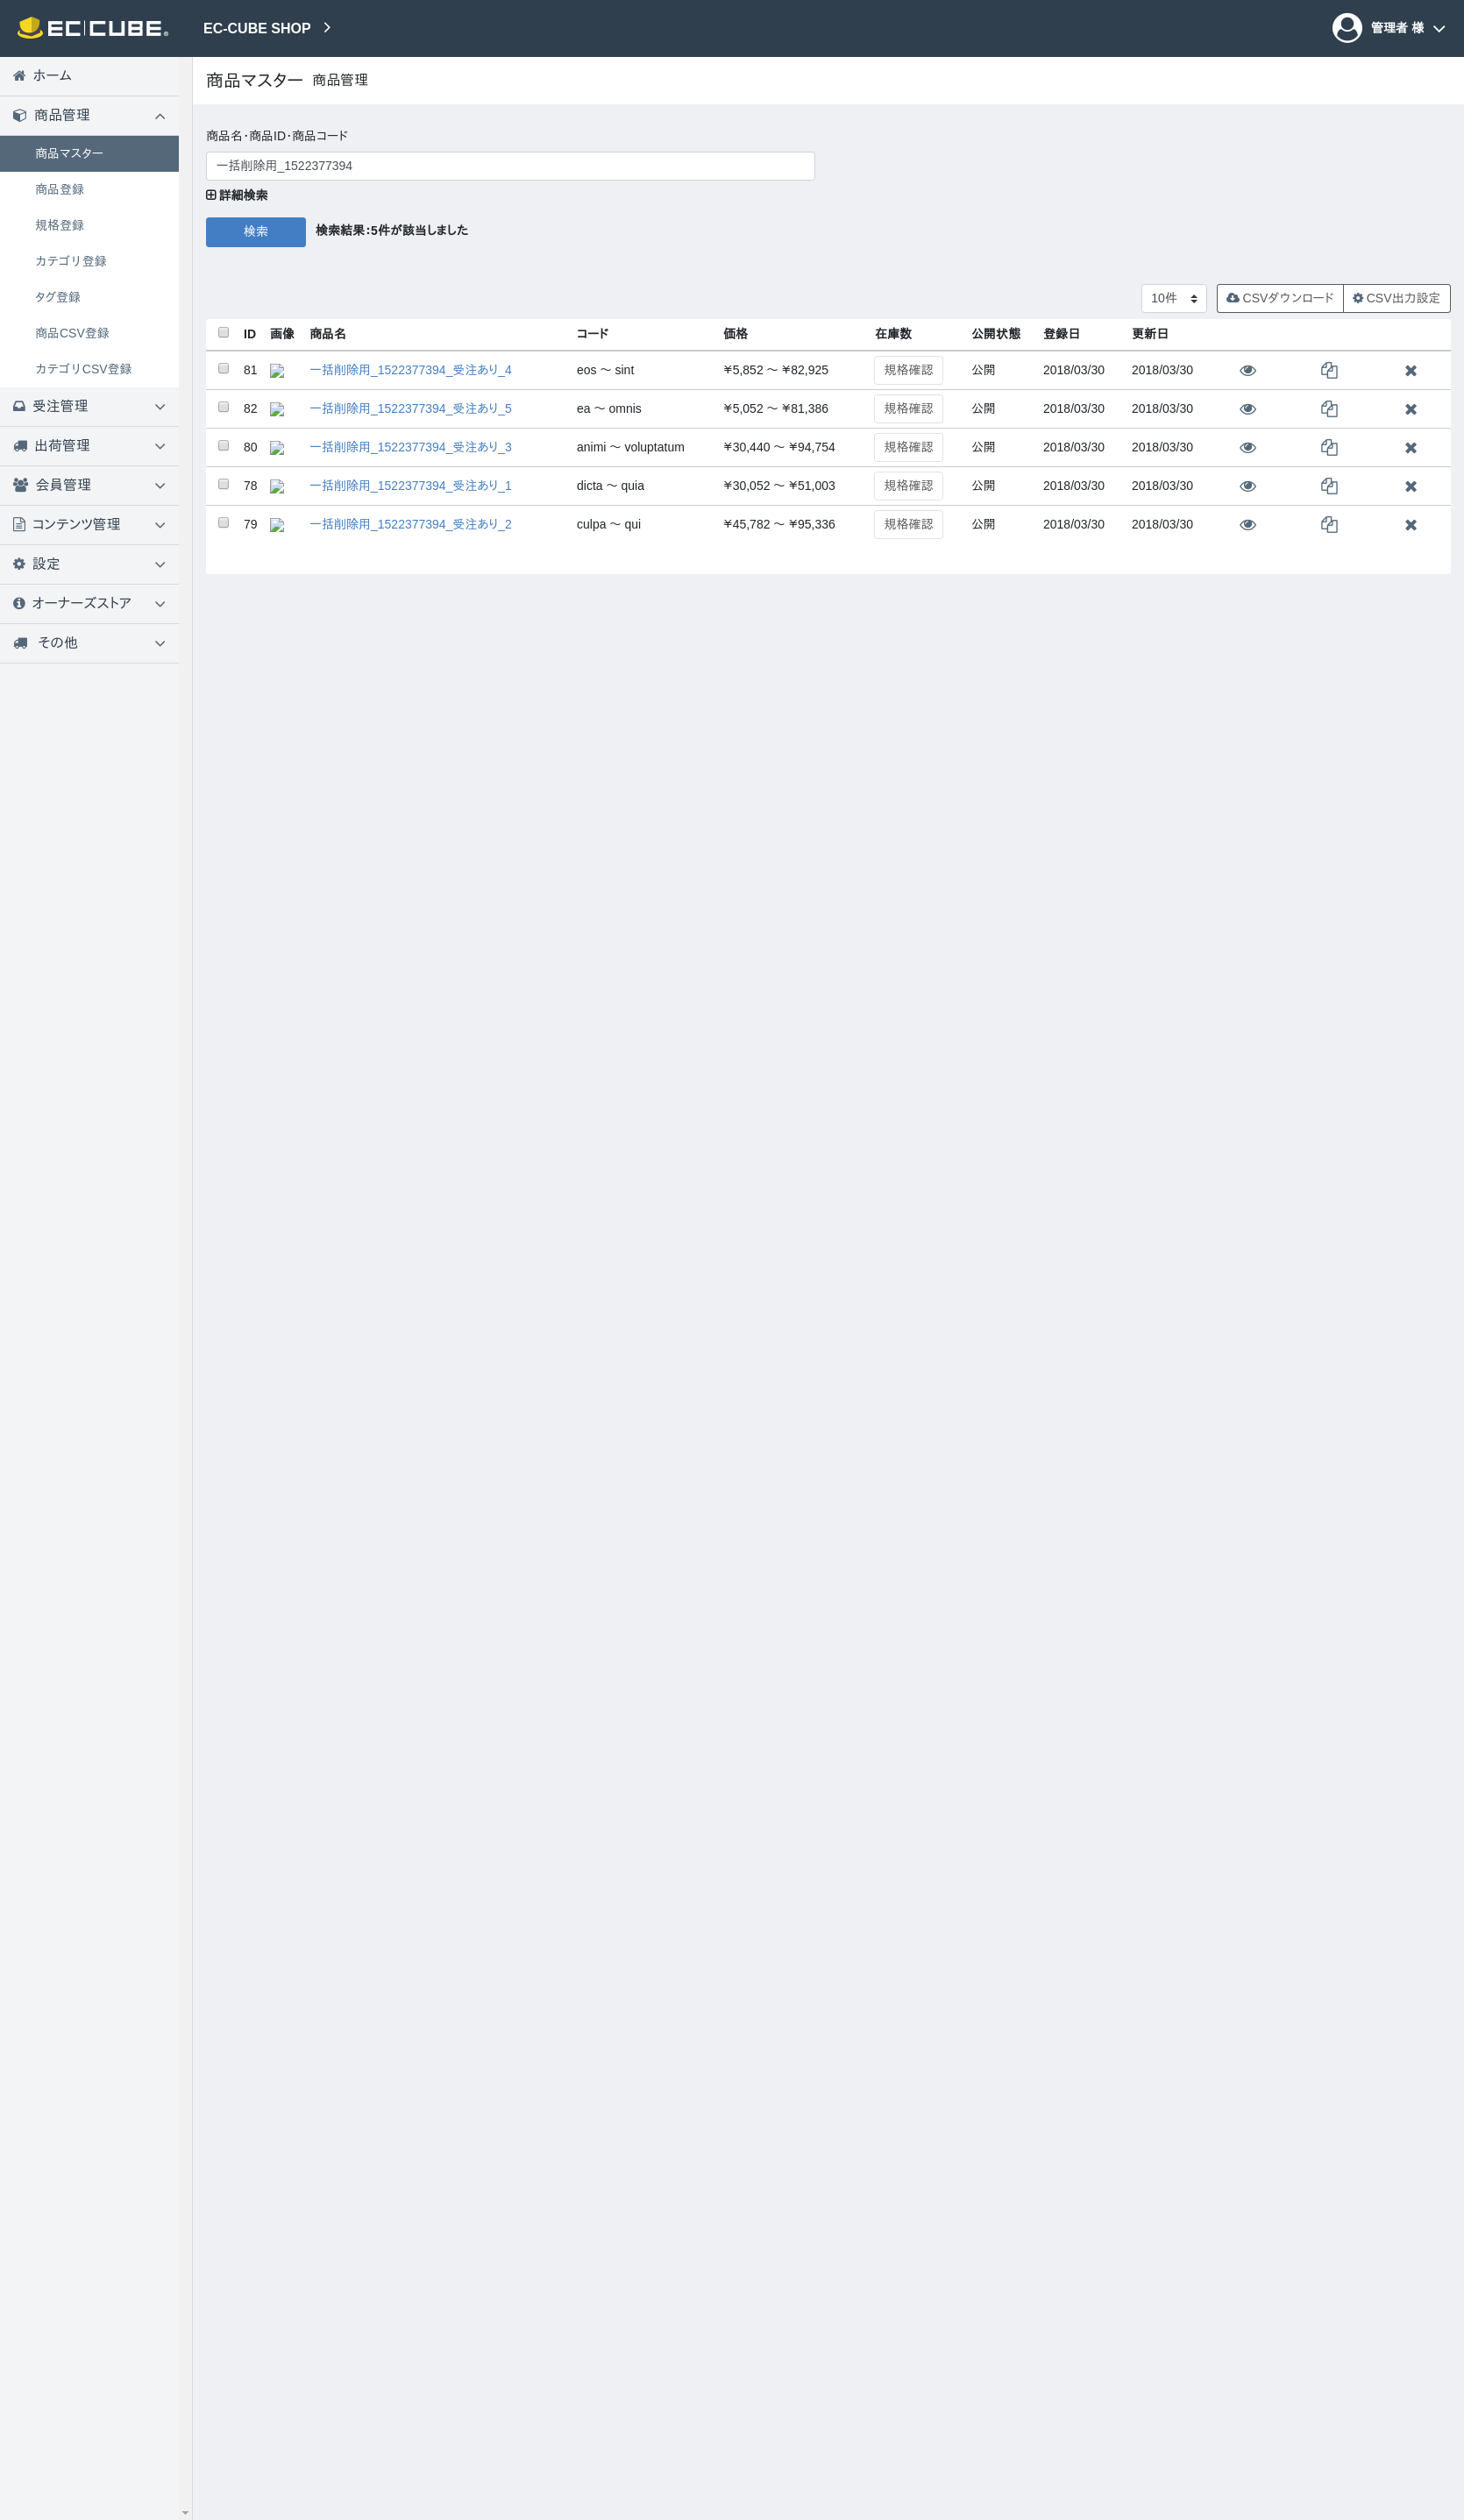 EC CUBE®
EC-CUBE SHOP
管理者 様
ホーム
商品管理
商品マスター
商品登録
規格登録
カテゴリ登録
タグ登録
商品CSV登録
カテゴリCSV登録
受注管理
出荷管理
会員管理
コンテンツ管理
設定
オーナーズストア
その他
商品マスター 商品管理
商品名・商品ID・商品コード
一括削除用_1522377394
詳細検索
検索 検索結果：5件が該当しました
10件 CSVダウンロード CSV出力設定
ID 画像 商品名 コード 価格 在庫数 公開状態 登録日 更新日
81 一括削除用_1522377394_受注あり_4 eos ～ sint ¥5,852 ～ ¥82,925 規格確認 公開 2018/03/30 2018/03/30
82 一括削除用_1522377394_受注あり_5 ea ～ omnis ¥5,052 ～ ¥81,386 規格確認 公開 2018/03/30 2018/03/30
80 一括削除用_1522377394_受注あり_3 animi ～ voluptatum ¥30,440 ～ ¥94,754 規格確認 公開 2018/03/30 2018/03/30
78 一括削除用_1522377394_受注あり_1 dicta ～ quia ¥30,052 ～ ¥51,003 規格確認 公開 2018/03/30 2018/03/30
79 一括削除用_1522377394_受注あり_2 culpa ～ qui ¥45,782 ～ ¥95,336 規格確認 公開 2018/03/30 2018/03/30